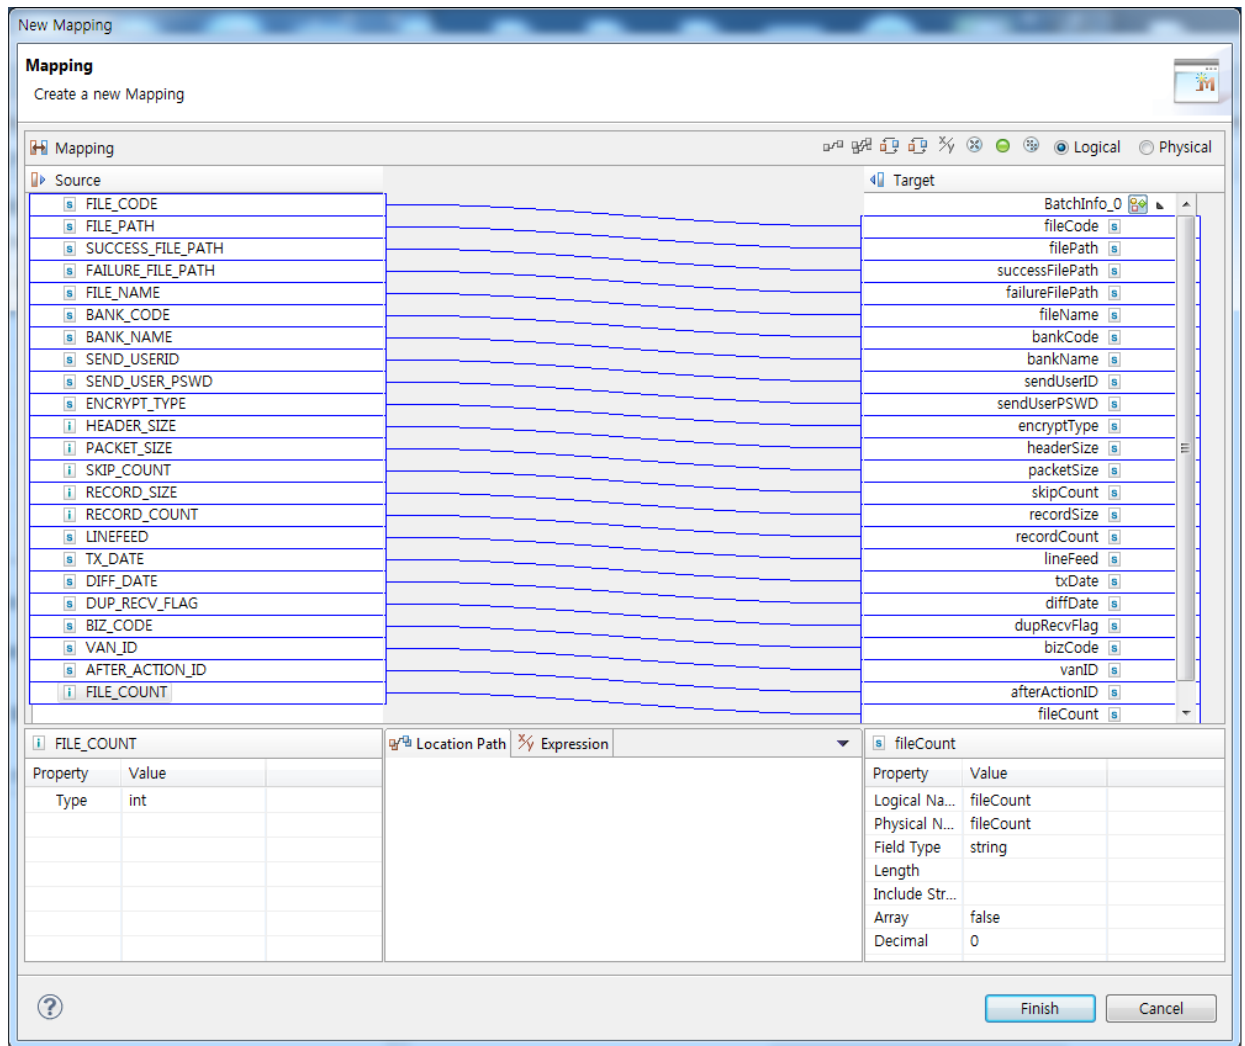 New Mapping
Mapping
Create a new Mapping
Mapping
Logical
Physical
Source
Target
BatchInfo_0
FILE_CODE
fileCode
FILE_PATH
filePath
SUCCESS_FILE_PATH
successFilePath
FAILURE_FILE_PATH
failureFilePath
FILE_NAME
fileName
BANK_CODE
bankCode
BANK_NAME
bankName
SEND_USERID
sendUserID
SEND_USER_PSWD
sendUserPSWD
ENCRYPT_TYPE
encryptType
HEADER_SIZE
headerSize
PACKET_SIZE
packetSize
SKIP_COUNT
skipCount
RECORD_SIZE
recordSize
RECORD_COUNT
recordCount
LINEFEED
lineFeed
TX_DATE
txDate
DIFF_DATE
diffDate
DUP_RECV_FLAG
dupRecvFlag
BIZ_CODE
bizCode
VAN_ID
vanID
AFTER_ACTION_ID
afterActionID
FILE_COUNT
fileCount
FILE_COUNT
Property Value
Type int
Location Path
Expression
fileCount
Property Value
Logical Na... fileCount
Physical N... fileCount
Field Type string
Length
Include Str...
Array false
Decimal 0
Finish
Cancel